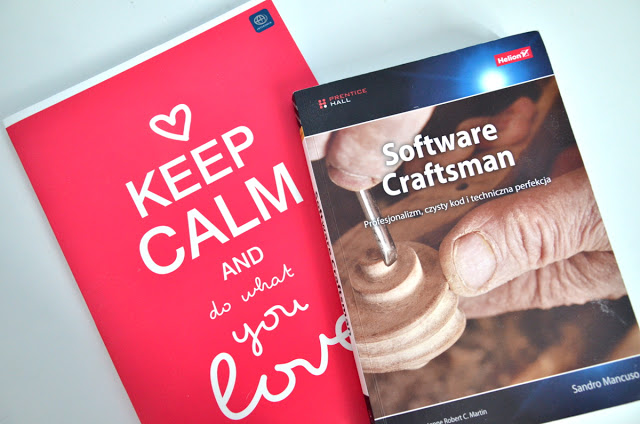 KEEP
CALM
AND
do what
you
love
Helion
PRENTICE
HALL
Software
Craftsman
Profesjonalizm, czysty kod i techniczna perfekcja
Sandro Mancuso
Robert C. Martin